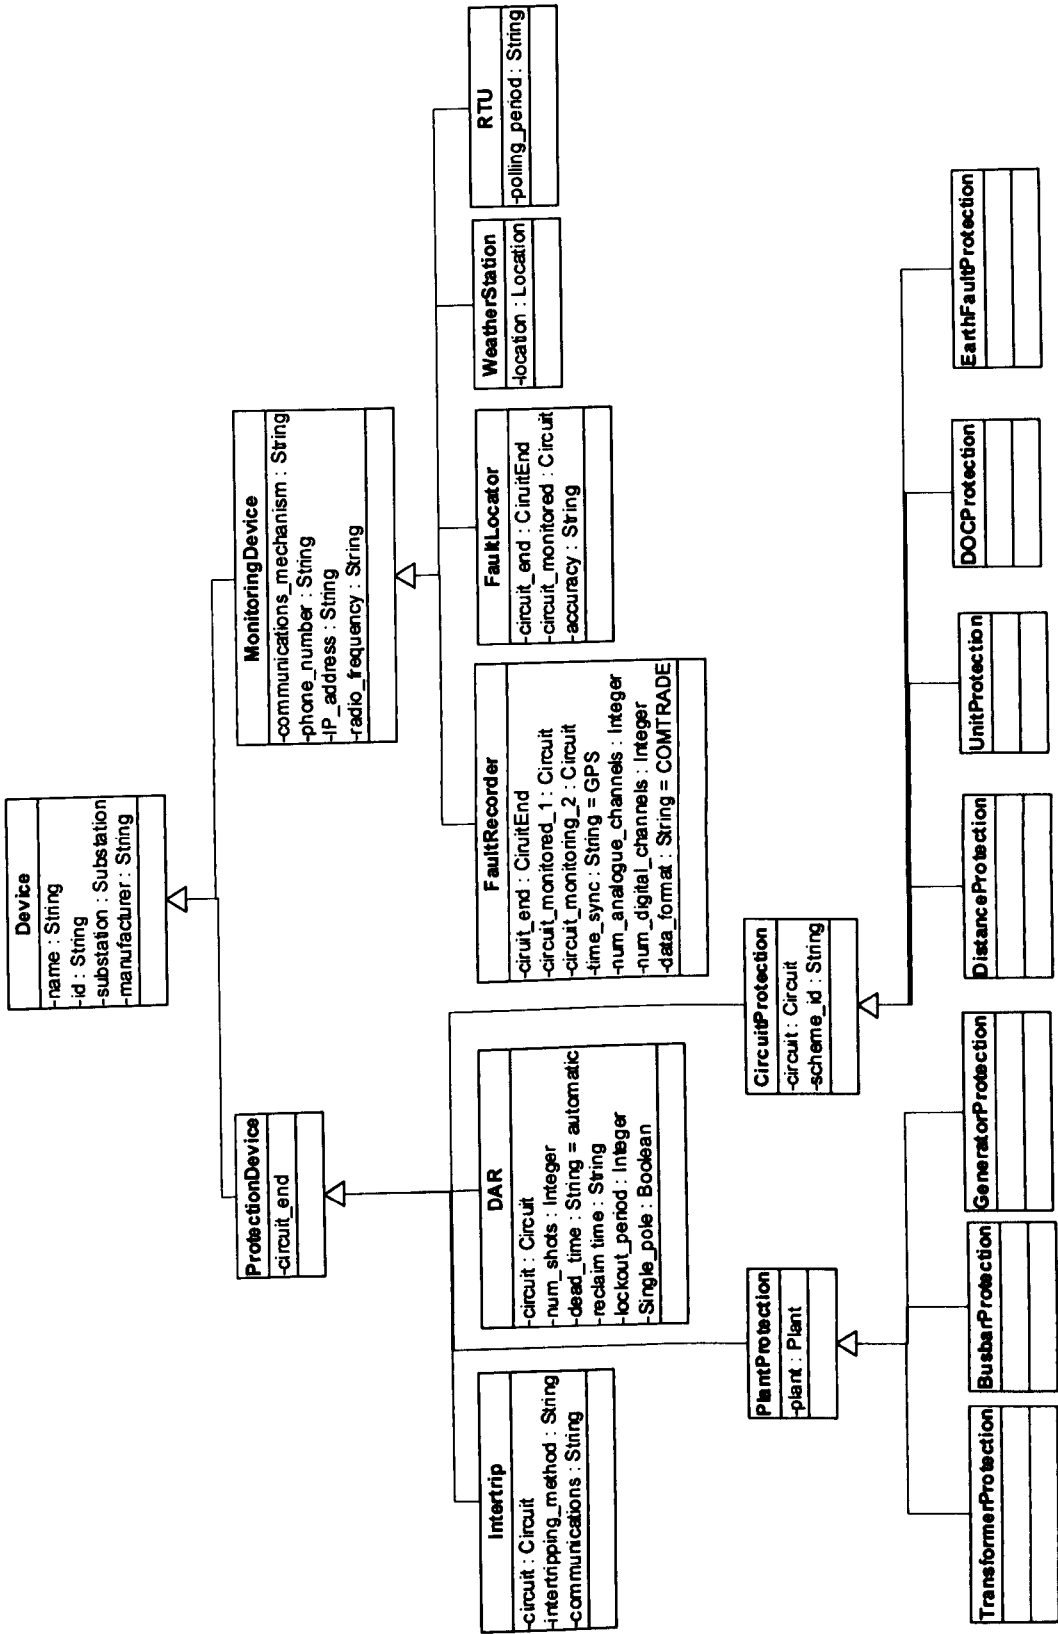 Device
-name : String
-id : String
-substation : Substation
-manufacturer : String
ProtectionDevice
-circuit_end
MonitoringDevice
-communications_mechanism : String
-phone_number : String
-IP_address : String
-radio_frequency : String
Intertrip
-circuit : Circuit
-intertripping_method : String
-communications : String
DAR
-circuit : Circuit
-num_shots : Integer
-dead_time : String = automatic
-reclaim time : String
-lockout_period : Integer
-Single_pole : Boolean
FaultRecorder
-ciruit_end : CiruitEnd
-circuit_monitored_1 : Circuit
-circuit_monitoring_2 : Circuit
-time_sync : String = GPS
-num_analogue_channels : Integer
-num_digital_channels : Integer
-data_format : String = COMTRADE
FaultLocator
-circuit_end : CiruitEnd
-circuit_monitored : Circuit
-accuracy : String
WeatherStation
-location : Location
RTU
-polling_period : String
PlantProtection
-plant : Plant
CircuitProtection
-circuit : Circuit
-scheme_id : String
TransformerProtection
BusbarProtection
GeneratorProtection
DistanceProtection
UnitProtection
DOCProtection
EarthFaultProtection